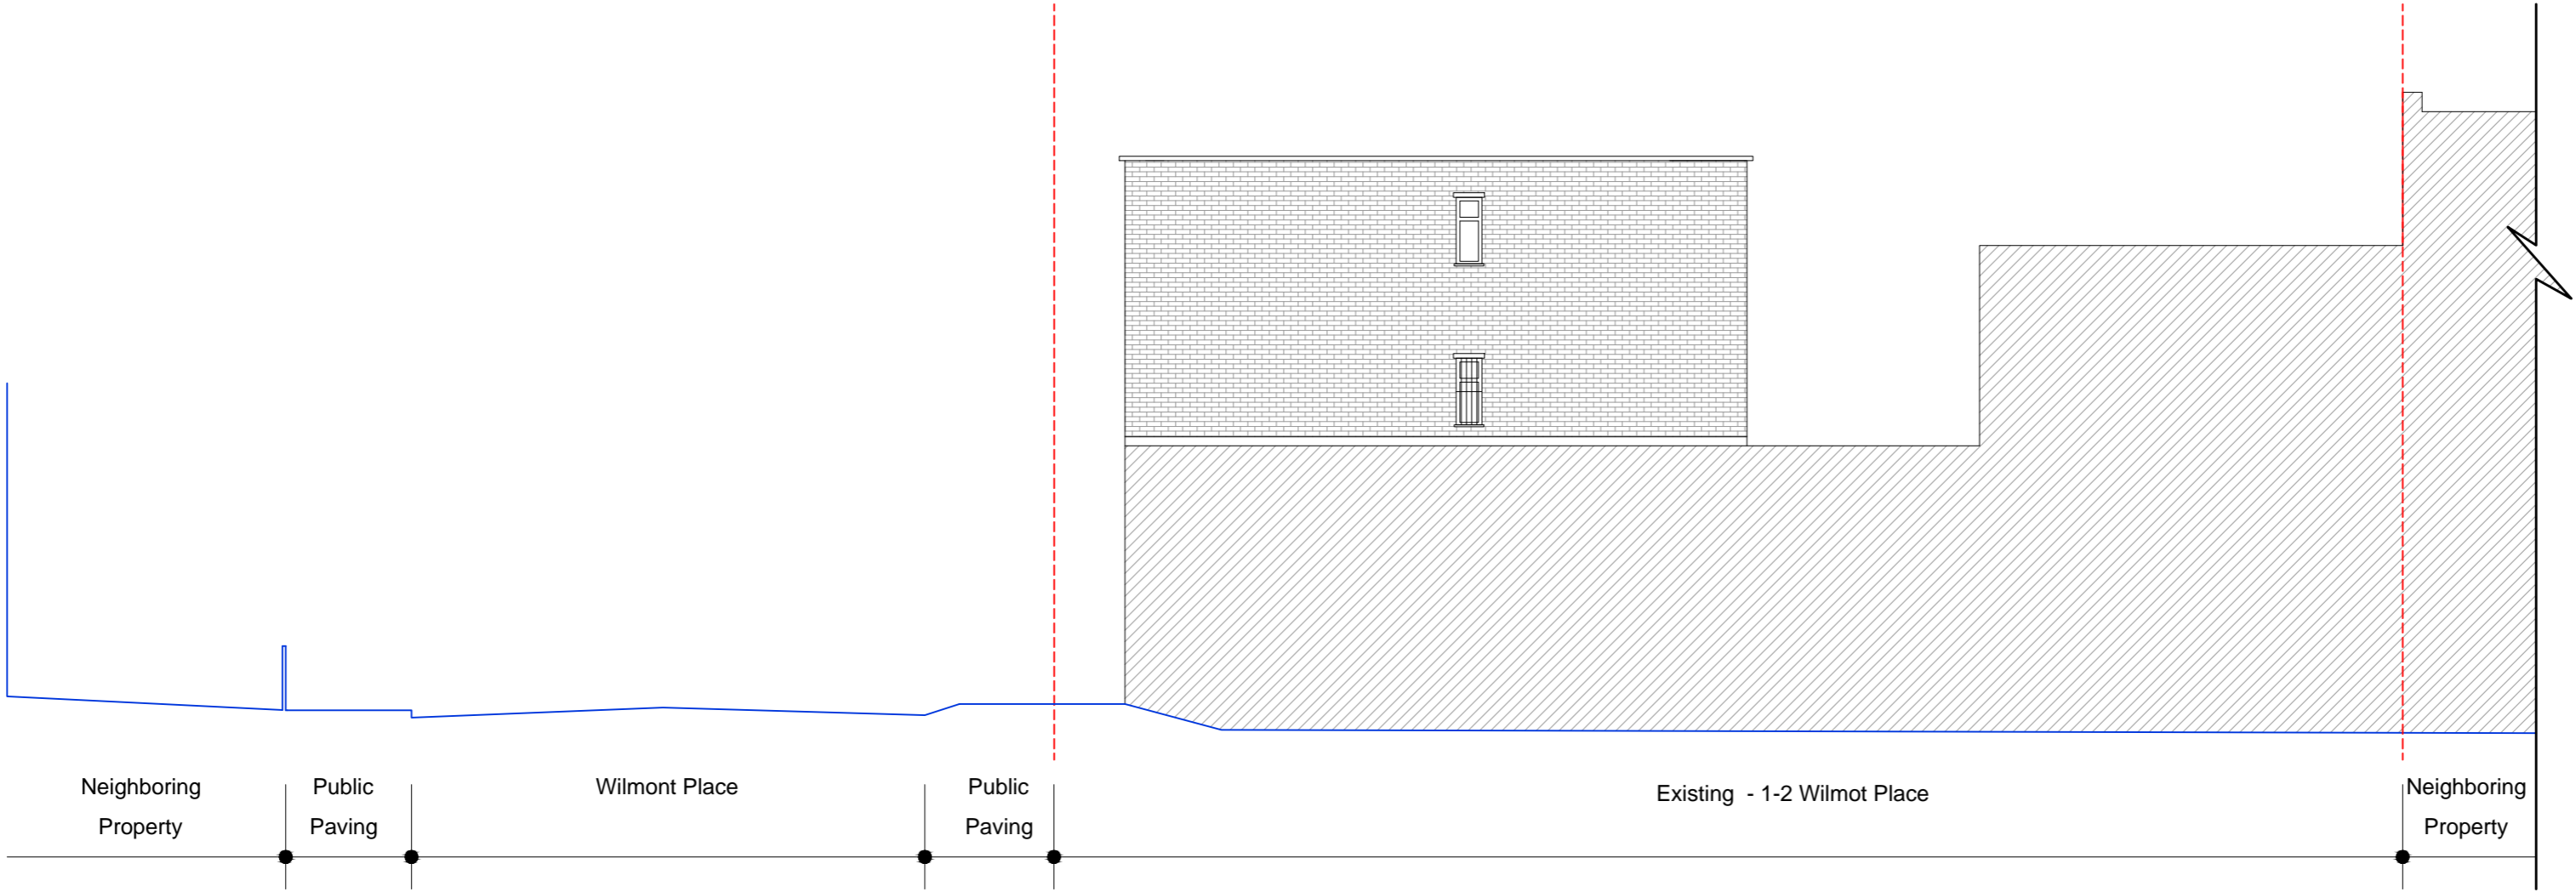 Neighboring
Property
Public
Paving
Wilmont Place
Public
Paving
Existing - 1-2 Wilmot Place
Neighboring
Property